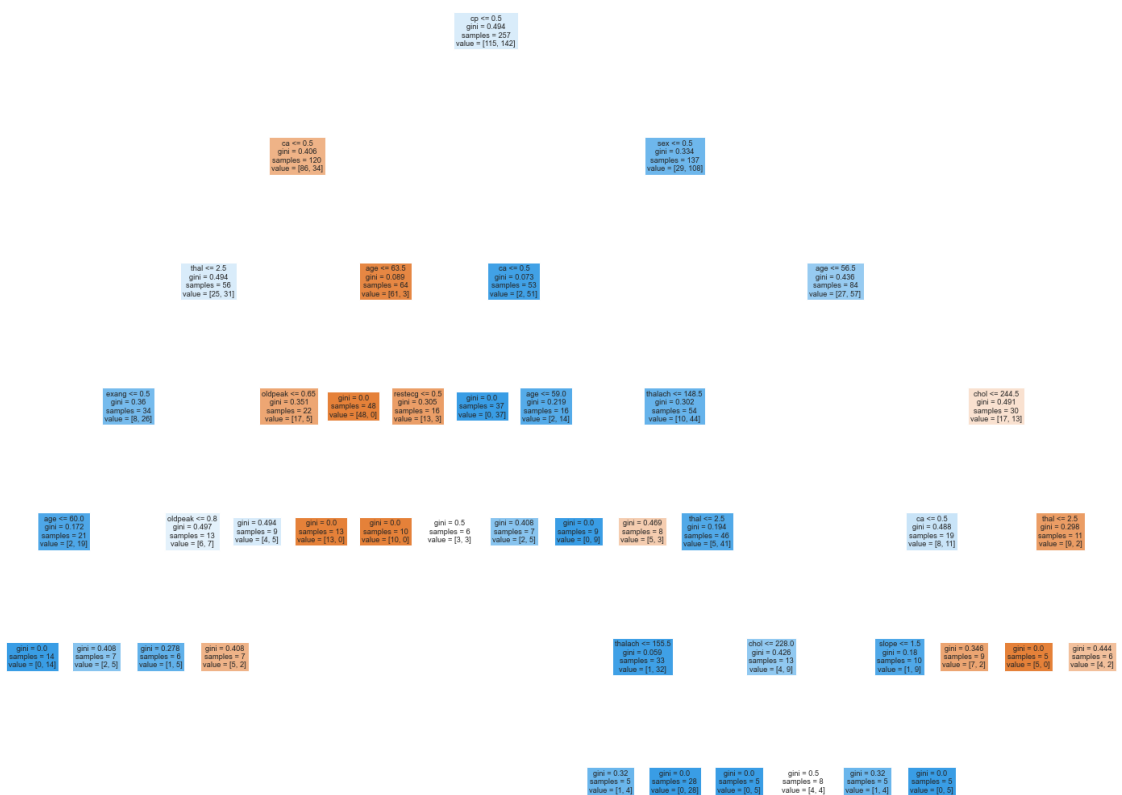 cp <= 0.5
gini = 0.494
samples = 257
value = [115, 142]
ca <= 0.5
gini = 0.406
samples = 120
value = [86, 34]
sex <= 0.5
gini = 0.334
samples = 137
value = [29, 108]
thal <= 2.5
gini = 0.494
samples = 56
value = [25, 31]
age <= 63.5
gini = 0.089
samples = 64
value = [61, 3]
ca <= 0.5
gini = 0.073
samples = 53
value = [2, 51]
age <= 56.5
gini = 0.436
samples = 84
value = [27, 57]
exang <= 0.5
gini = 0.36
samples = 34
value = [8, 26]
oldpeak <= 0.65
gini = 0.351
samples = 22
value = [17, 5]
gini = 0.0
samples = 48
value = [48, 0]
restecg <= 0.5
gini = 0.305
samples = 16
value = [13, 3]
gini = 0.0
samples = 37
value = [0, 37]
age <= 59.0
gini = 0.219
samples = 16
value = [2, 14]
thalach <= 148.5
gini = 0.302
samples = 54
value = [10, 44]
chol <= 244.5
gini = 0.491
samples = 30
value = [17, 13]
age <= 60.0
gini = 0.172
samples = 21
value = [2, 19]
oldpeak <= 0.8
gini = 0.497
samples = 13
value = [6, 7]
gini = 0.494
samples = 9
value = [4, 5]
gini = 0.0
samples = 13
value = [13, 0]
gini = 0.0
samples = 10
value = [10, 0]
gini = 0.5
samples = 6
value = [3, 3]
gini = 0.408
samples = 7
value = [2, 5]
gini = 0.0
samples = 9
value = [0, 9]
gini = 0.469
samples = 8
value = [5, 3]
thal <= 2.5
gini = 0.194
samples = 46
value = [5, 41]
ca <= 0.5
gini = 0.488
samples = 19
value = [8, 11]
thal <= 2.5
gini = 0.298
samples = 11
value = [9, 2]
gini = 0.0
samples = 14
value = [0, 14]
gini = 0.408
samples = 7
value = [2, 5]
gini = 0.278
samples = 6
value = [1, 5]
gini = 0.408
samples = 7
value = [5, 2]
thalach <= 155.5
gini = 0.059
samples = 33
value = [1, 32]
chol <= 228.0
gini = 0.426
samples = 13
value = [4, 9]
slope <= 1.5
gini = 0.18
samples = 10
value = [1, 9]
gini = 0.346
samples = 9
value = [7, 2]
gini = 0.0
samples = 5
value = [5, 0]
gini = 0.444
samples = 6
value = [4, 2]
gini = 0.32
samples = 5
value = [1, 4]
gini = 0.0
samples = 28
value = [0, 28]
gini = 0.0
samples = 5
value = [0, 5]
gini = 0.5
samples = 8
value = [4, 4]
gini = 0.32
samples = 5
value = [1, 4]
gini = 0.0
samples = 5
value = [0, 5]